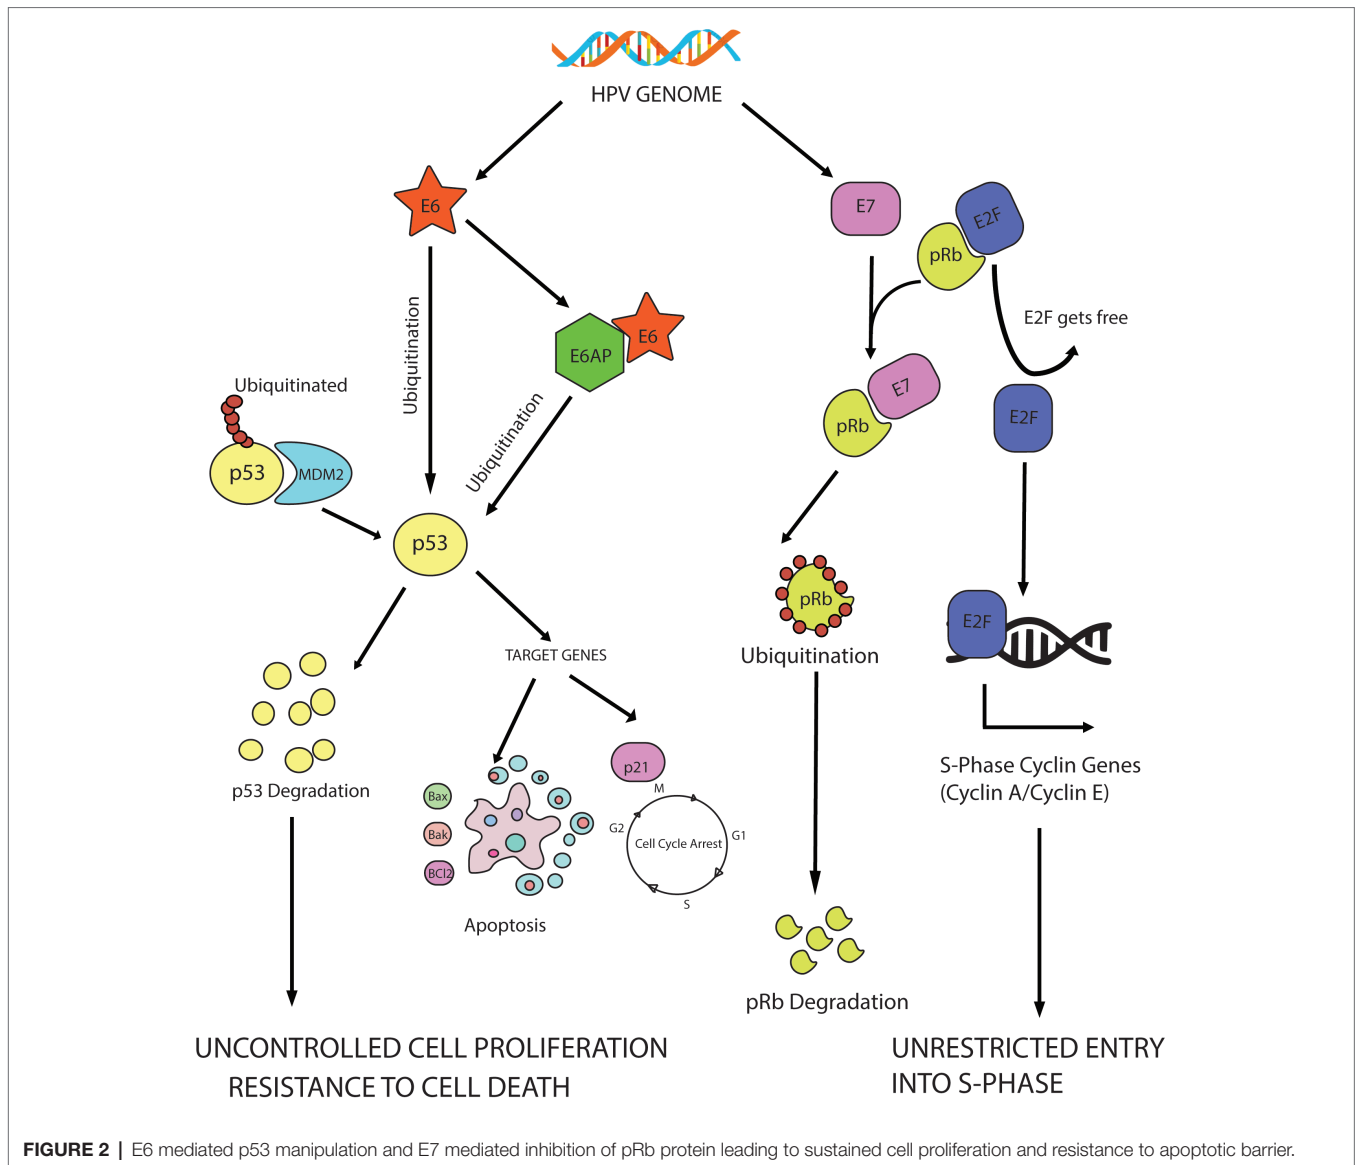 HPV GENOME
E6
E7
E2F
pRb
E2F gets free
Ubiquitination
E6AP
E6
Ubiquitination
Ubiquitinated
p53
MDM2
p53
pRb
E7
E2F
pRb
Ubiquitination
E2F
TARGET GENES
p53 Degradation
Bax
Bak
BCl2
Apoptosis
p21
M
G2
Cell Cycle Arrest
G1
S
S-Phase Cyclin Genes
(Cyclin A/Cyclin E)
pRb Degradation
UNCONTROLLED CELL PROLIFERATION
RESISTANCE TO CELL DEATH
UNRESTRICTED ENTRY
INTO S-PHASE
FIGURE 2 | E6 mediated p53 manipulation and E7 mediated inhibition of pRb protein leading to sustained cell proliferation and resistance to apoptotic barrier.